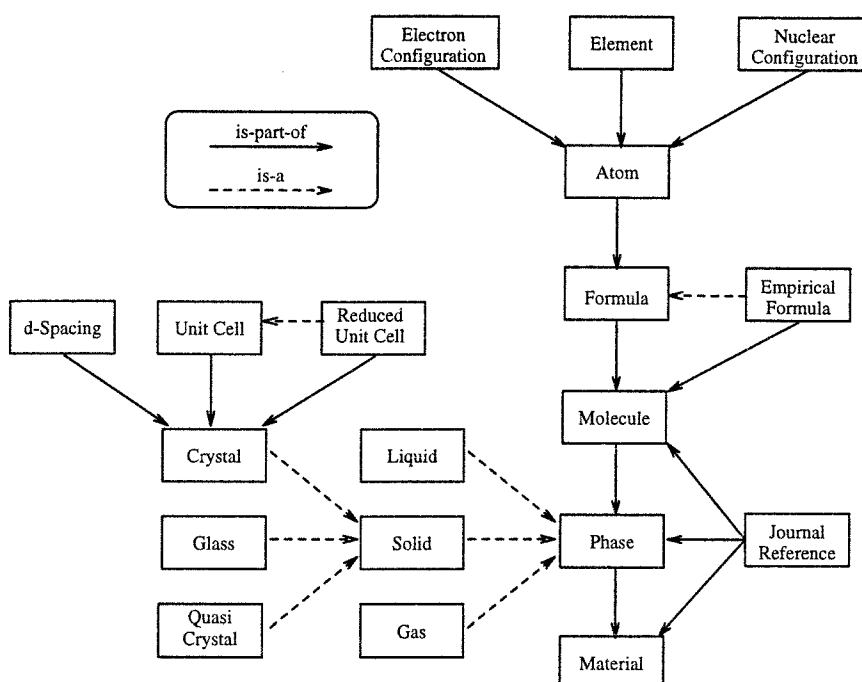 Electron
Configuration
Element
Nuclear
Configuration
is-part-of
is-a
Atom
Formula
Empirical
Formula
d-Spacing
Unit Cell
Reduced
Unit Cell
Molecule
Crystal
Liquid
Glass
Solid
Phase
Journal
Reference
Quasi
Crystal
Gas
Material